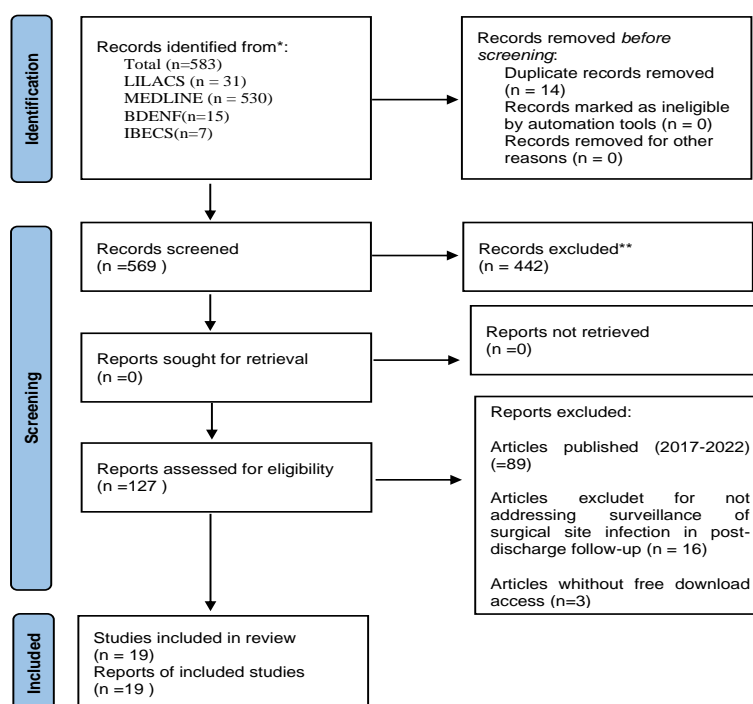 Identification
Records identified from*:
Total (n=583)
LILACS (n = 31)
MEDLINE (n = 530)
BDENF(n=15)
IBECS(n=7)
Records removed before
screening:
Duplicate records removed
(n = 14)
Records marked as ineligible
by automation tools (n = 0)
Records removed for other
reasons (n = 0)
Screening
Records screened
(n =569 )
Records excluded**
(n = 442)
Reports sought for retrieval
(n =0)
Reports not retrieved
(n =0)
Reports assessed for eligibility
(n =127 )
Reports excluded:
Articles published (2017-2022)
(=89)
Articles excludet for not
addressing surveillance of
surgical site infection in post-
discharge follow-up (n = 16)
Articles whithout free download
access (n=3)
Included
Studies included in review
(n = 19)
Reports of included studies
(n =19 )